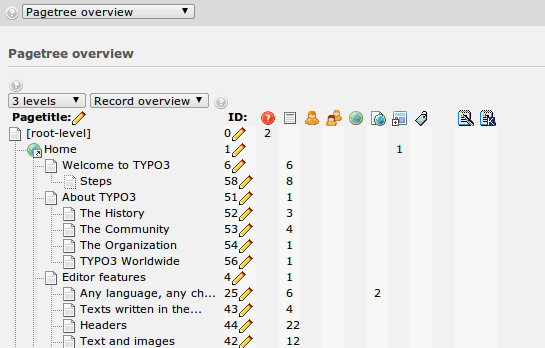 Pagetree overview
Pagetree overview
3 levels Record overview
Pagetitle: ID:
[root-level] 0 2
Home 1 1
Welcome to TYPO3 6 6
Steps 58 8
About TYPO3 51 1
The History 52 3
The Community 53 4
The Organization 54 1
TYPO3 Worldwide 56 1
Editor features 4 1
Any language, any ch... 25 6 2
Texts written in the... 43 4
Headers 44 22
Text and images 42 12